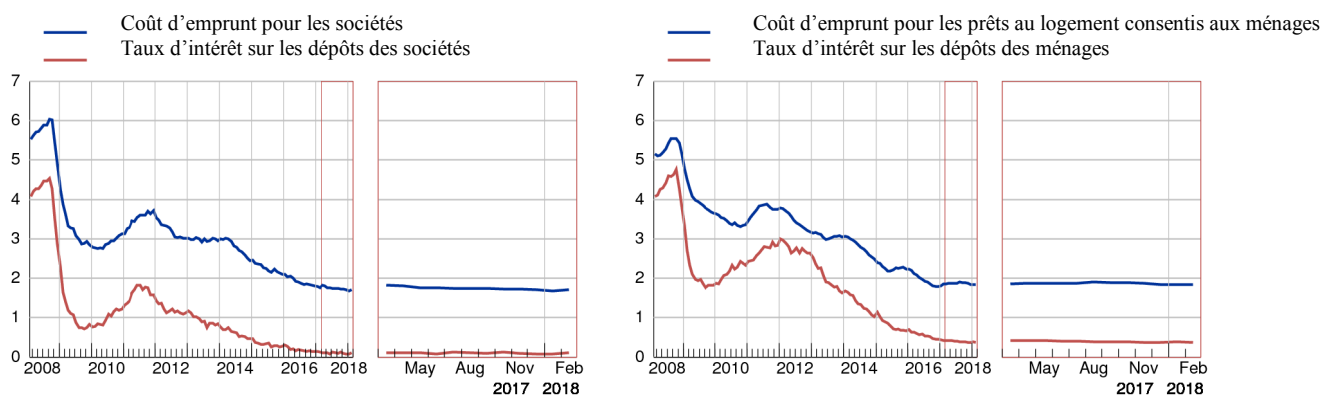 Coût d’emprunt pour les sociétés
Taux d’intérêt sur les dépôts des sociétés
7
6
5
4
3
2
1
0
2008 2010 2012 2014 2016 2018
May Aug Nov Feb
2017 2018
Coût d’emprunt pour les prêts au logement consentis aux ménages
Taux d’intérêt sur les dépôts des ménages
7
6
5
4
3
2
1
0
2008 2010 2012 2014 2016 2018
May Aug Nov Feb
2017 2018